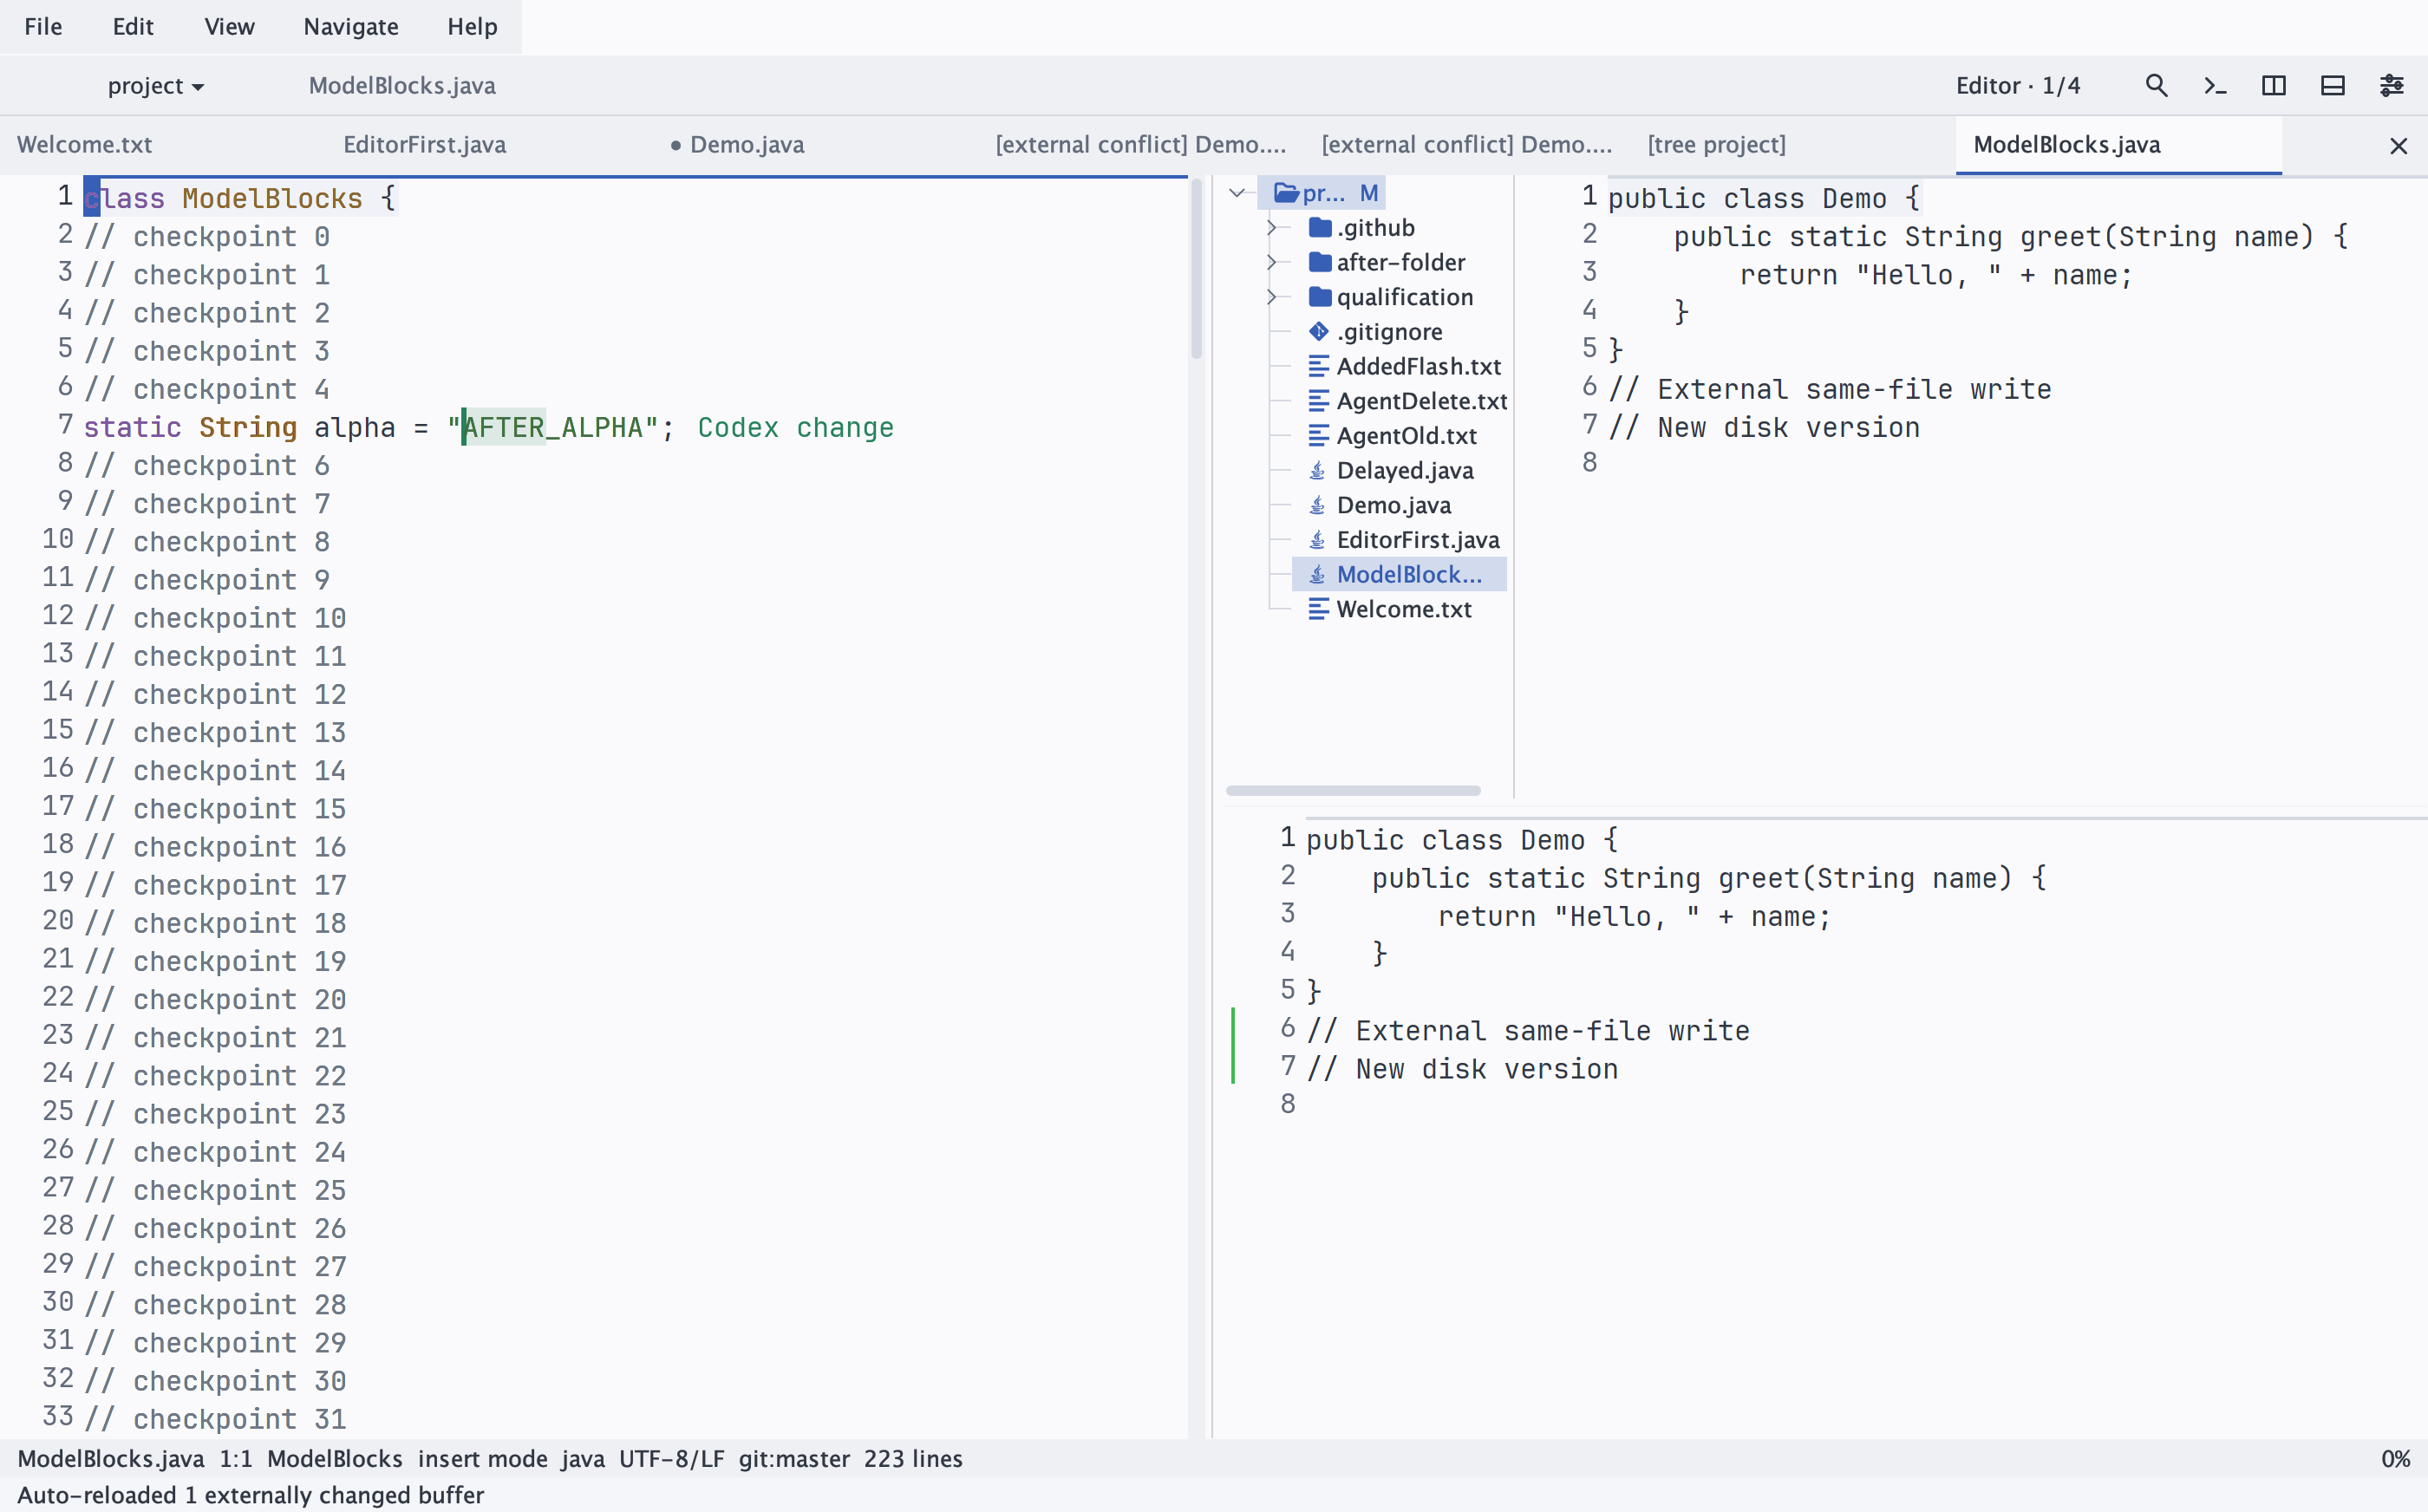 File Edit View Navigate Help
project ModelBlocks.java Editor · 1/4
Welcome.txt EditorFirst.java ● Demo.java [external conflict] Demo.... [external conflict] Demo.... [tree project] ModelBlocks.java
1 class ModelBlocks {
2 // checkpoint 0
3 // checkpoint 1
4 // checkpoint 2
5 // checkpoint 3
6 // checkpoint 4
7 static String alpha = "AFTER_ALPHA"; Codex change
8 // checkpoint 6
9 // checkpoint 7
10 // checkpoint 8
11 // checkpoint 9
12 // checkpoint 10
13 // checkpoint 11
14 // checkpoint 12
15 // checkpoint 13
16 // checkpoint 14
17 // checkpoint 15
18 // checkpoint 16
19 // checkpoint 17
20 // checkpoint 18
21 // checkpoint 19
22 // checkpoint 20
23 // checkpoint 21
24 // checkpoint 22
25 // checkpoint 23
26 // checkpoint 24
27 // checkpoint 25
28 // checkpoint 26
29 // checkpoint 27
30 // checkpoint 28
31 // checkpoint 29
32 // checkpoint 30
33 // checkpoint 31
pr... M
.github
after-folder
qualification
.gitignore
AddedFlash.txt
AgentDelete.txt
AgentOld.txt
Delayed.java
Demo.java
EditorFirst.java
ModelBlock...
Welcome.txt
1 public class Demo {
2     public static String greet(String name) {
3         return "Hello, " + name;
4     }
5 }
6 // External same-file write
7 // New disk version
8
1 public class Demo {
2     public static String greet(String name) {
3         return "Hello, " + name;
4     }
5 }
6 // External same-file write
7 // New disk version
8
ModelBlocks.java 1:1 ModelBlocks insert mode java UTF-8/LF git:master 223 lines 0%
Auto-reloaded 1 externally changed buffer